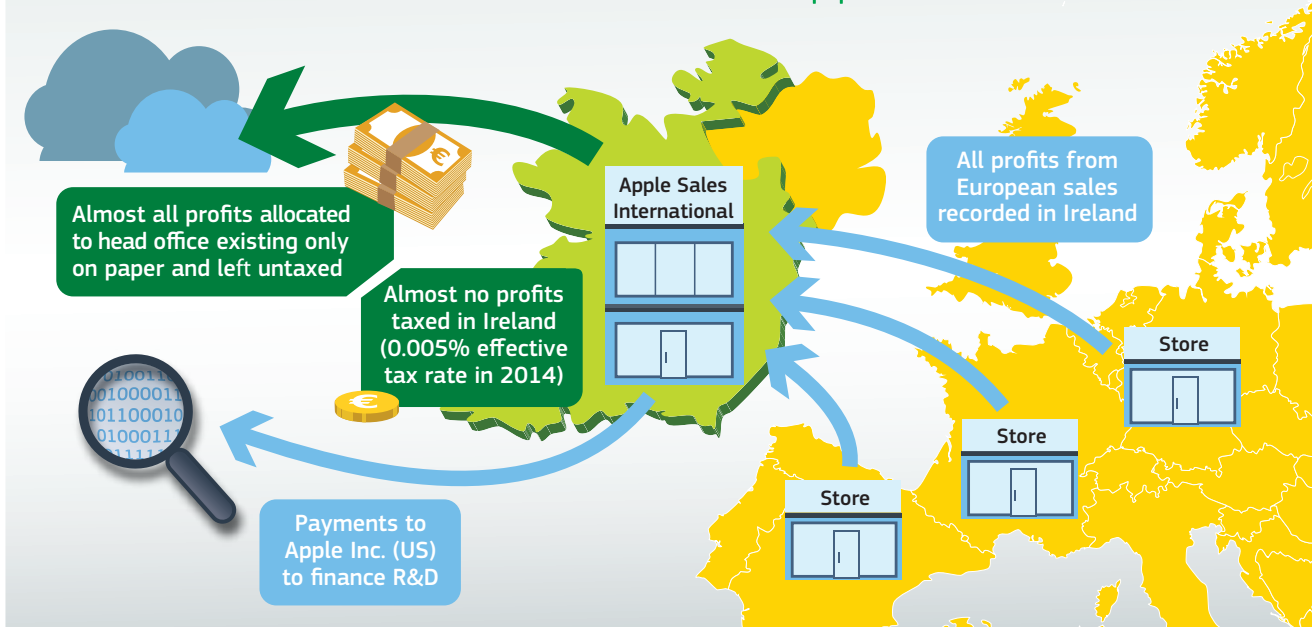 Apple Sales
International
All profits from
European sales
recorded in Ireland
Almost all profits allocated
to head office existing only
on paper and left untaxed
Almost no profits
taxed in Ireland
(0.005% effective
tax rate in 2014)
€
€
Store
Store
Store
Payments to
Apple Inc. (US)
to finance R&D